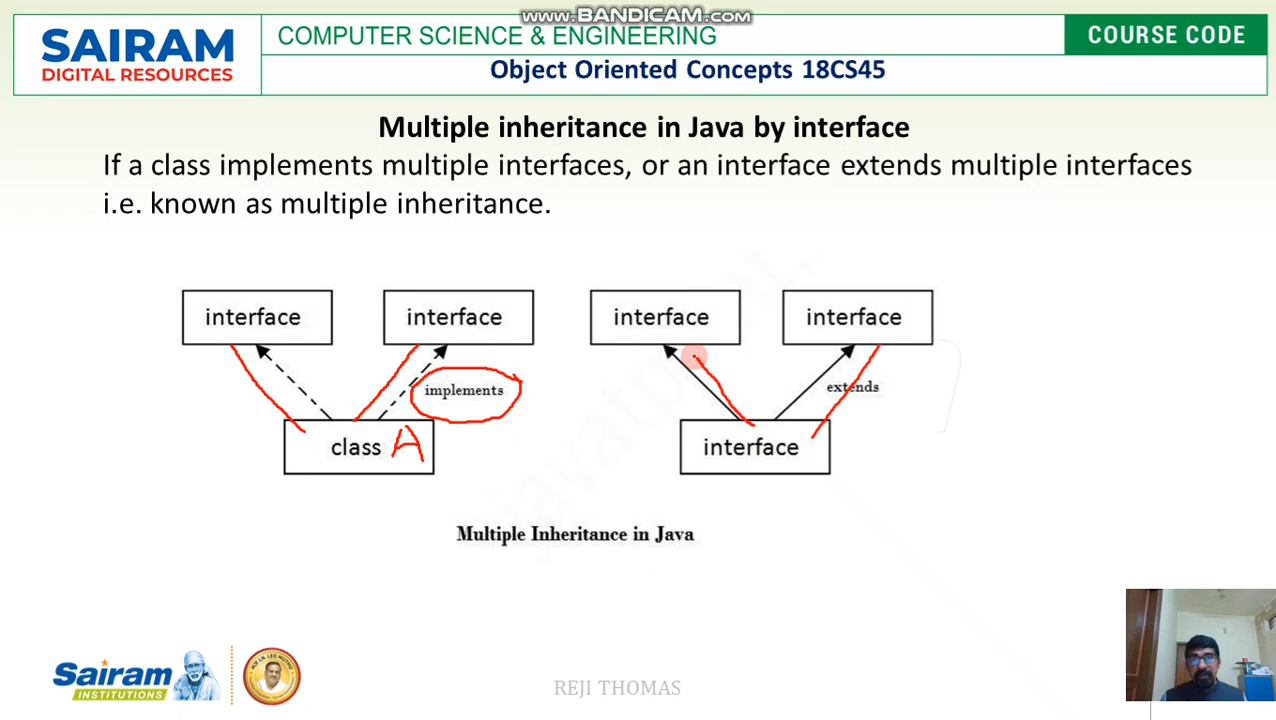 www.BANDICAM.com
SAIRAM
DIGITAL RESOURCES
COMPUTER SCIENCE & ENGINEERING
COURSE CODE
Object Oriented Concepts 18CS45
Multiple inheritance in Java by interface
If a class implements multiple interfaces, or an interface extends multiple interfaces
i.e. known as multiple inheritance.
interface interface interface interface
implements extends
class A interface
Multiple Inheritance in Java
Sairam
INSTITUTIONS
REJI THOMAS